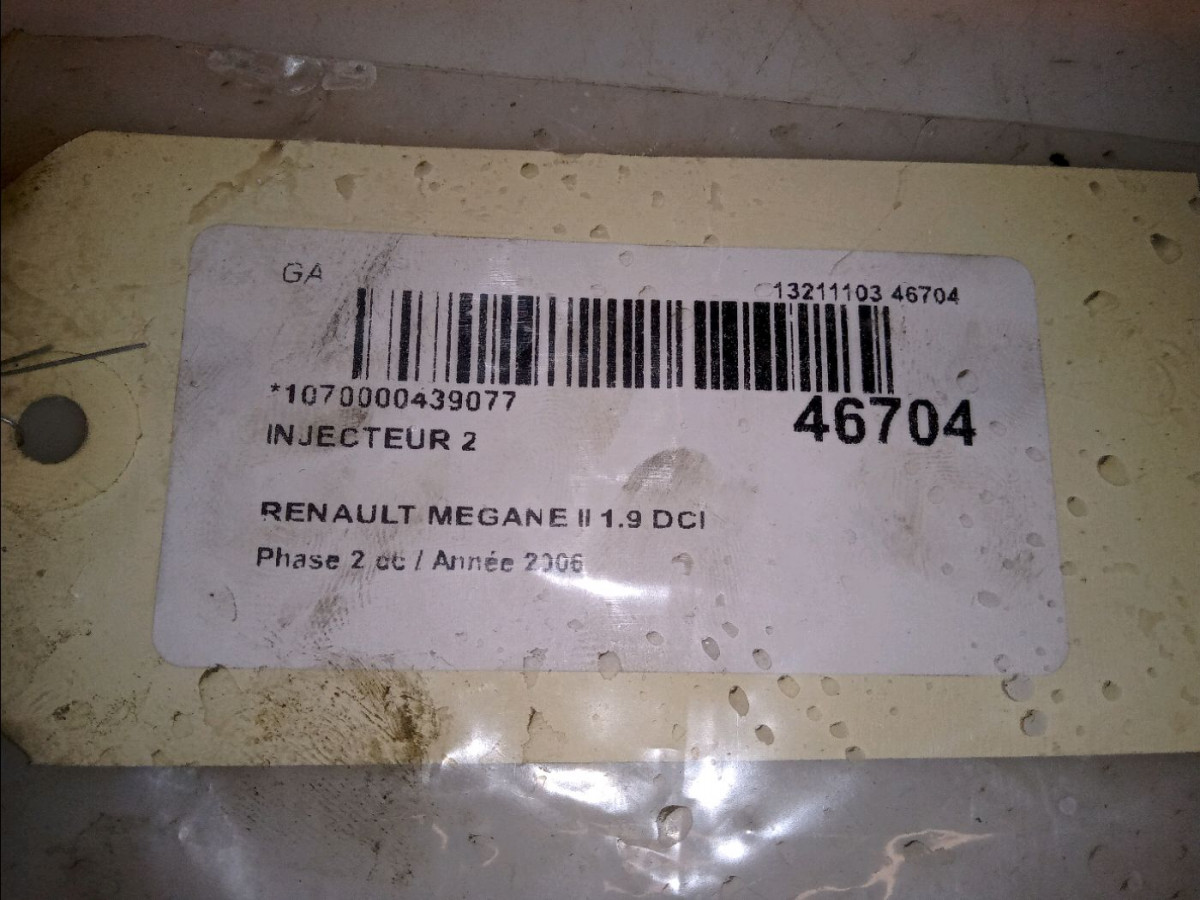 GA
13211103 46704
*1070000439077
46704
INJECTEUR 2
RENAULT MEGANE II 1.9 DCI
Phase 2 cc / Année 2006